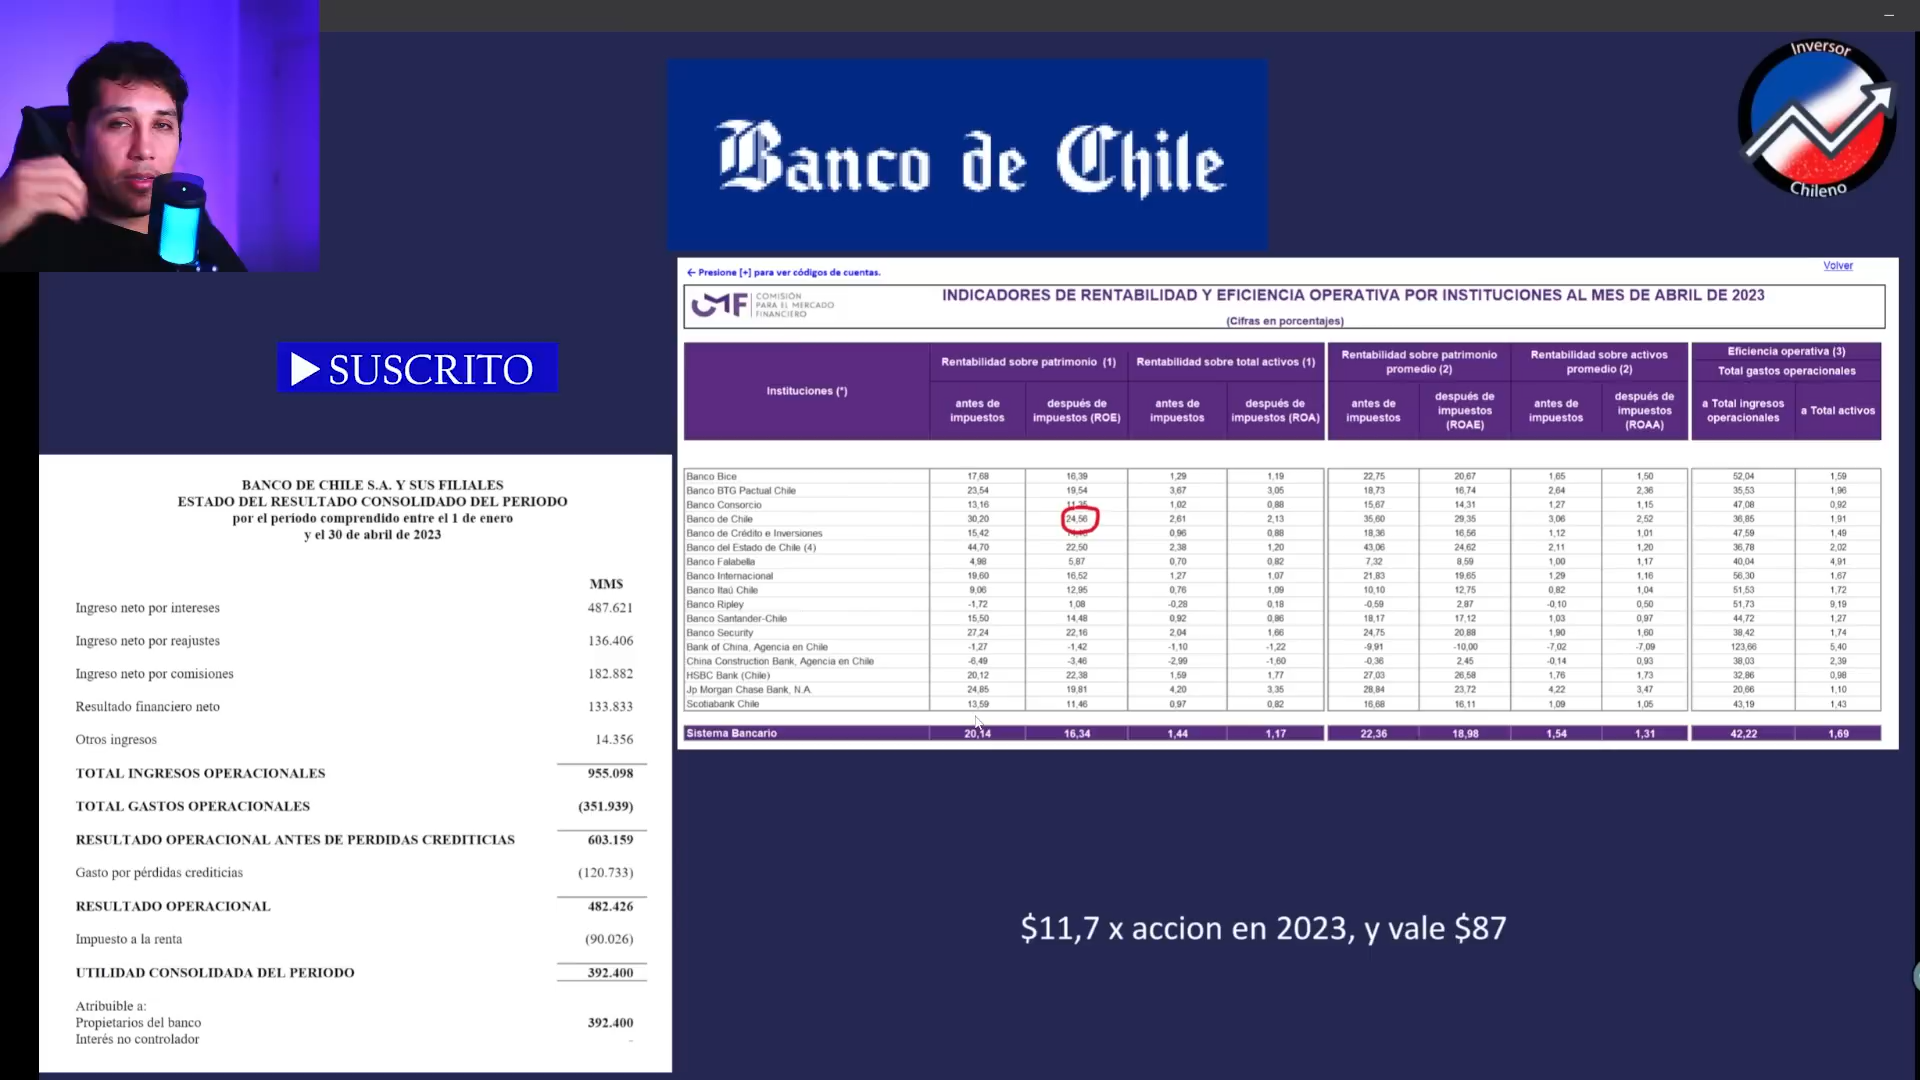 Inversor
Chileno
Banco de Chile
SUSCRITO
← Presione [+] para ver códigos de cuentas.
Volver
CMF COMISIÓN
PARA EL MERCADO
FINANCIERO
INDICADORES DE RENTABILIDAD Y EFICIENCIA OPERATIVA POR INSTITUCIONES AL MES DE ABRIL DE 2023
(Cifras en porcentajes)
Instituciones (*)
Rentabilidad sobre patrimonio (1)
Rentabilidad sobre total activos (1)
Rentabilidad sobre patrimonio
promedio (2)
Rentabilidad sobre activos
promedio (2)
Eficiencia operativa (3)
Total gastos operacionales
antes de
impuestos
después de
impuestos (ROE)
antes de
impuestos
después de
impuestos (ROA)
antes de
impuestos
después de
impuestos
(ROAE)
antes de
impuestos
después de
impuestos
(ROAA)
a Total ingresos
operacionales
a Total activos
Banco Bice 17,68 16,39 1,29 1,19 22,75 20,67 1,65 1,50 52,04 1,59
Banco BTG Pactual Chile 23,54 19,54 3,67 3,05 18,73 16,74 2,64 2,36 35,53 1,96
Banco Consorcio 13,16 11,35 1,02 0,88 15,67 14,31 1,27 1,15 47,08 0,92
Banco de Chile 30,20 24,56 2,61 2,13 35,60 29,35 3,06 2,52 36,85 1,91
Banco de Crédito e Inversiones 15,42 0,96 0,88 18,36 16,56 1,12 1,01 47,59 1,49
Banco del Estado de Chile (4) 44,70 22,50 2,38 1,20 43,06 24,62 2,11 1,20 36,78 2,02
Banco Falabella 4,98 5,87 0,70 0,82 7,32 8,59 1,00 1,17 40,04 4,91
Banco Internacional 19,60 16,52 1,27 1,07 21,83 19,65 1,29 1,16 56,30 1,67
Banco Itaú Chile 9,06 12,95 0,76 1,09 10,10 12,75 0,82 1,04 51,53 1,72
Banco Ripley -1,72 1,08 -0,28 0,18 -0,59 2,87 -0,10 0,50 51,73 9,19
Banco Santander-Chile 15,50 14,48 0,92 0,86 18,17 17,12 1,03 0,97 44,72 1,27
Banco Security 27,24 22,16 2,04 1,66 24,75 20,88 1,90 1,60 38,42 1,74
Bank of China, Agencia en Chile -1,27 -1,42 -1,10 -1,22 -9,91 -10,00 -7,02 -7,09 123,66 5,40
China Construction Bank, Agencia en Chile -6,49 -3,46 -2,99 -1,60 -0,36 2,45 -0,14 0,93 38,03 2,39
HSBC Bank (Chile) 20,12 22,38 1,59 1,77 27,03 26,58 1,76 1,73 32,86 0,98
Jp Morgan Chase Bank, N.A. 24,85 19,81 4,20 3,35 28,84 23,72 4,22 3,47 20,66 1,10
Scotiabank Chile 13,59 11,46 0,97 0,82 16,68 16,11 1,09 1,05 43,19 1,43
Sistema Bancario 20,14 16,34 1,44 1,17 22,36 18,98 1,54 1,31 42,22 1,69
BANCO DE CHILE S.A. Y SUS FILIALES
ESTADO DEL RESULTADO CONSOLIDADO DEL PERIODO
por el período comprendido entre el 1 de enero
y el 30 de abril de 2023
MM$
Ingreso neto por intereses 487.621
Ingreso neto por reajustes 136.406
Ingreso neto por comisiones 182.882
Resultado financiero neto 133.833
Otros ingresos 14.356
TOTAL INGRESOS OPERACIONALES 955.098
TOTAL GASTOS OPERACIONALES (351.939)
RESULTADO OPERACIONAL ANTES DE PERDIDAS CREDITICIAS 603.159
Gasto por pérdidas crediticias (120.733)
RESULTADO OPERACIONAL 482.426
Impuesto a la renta (90.026)
UTILIDAD CONSOLIDADA DEL PERIODO 392.400
Atribuible a:
Propietarios del banco 392.400
Interés no controlador -
$11,7 x accion en 2023, y vale $87